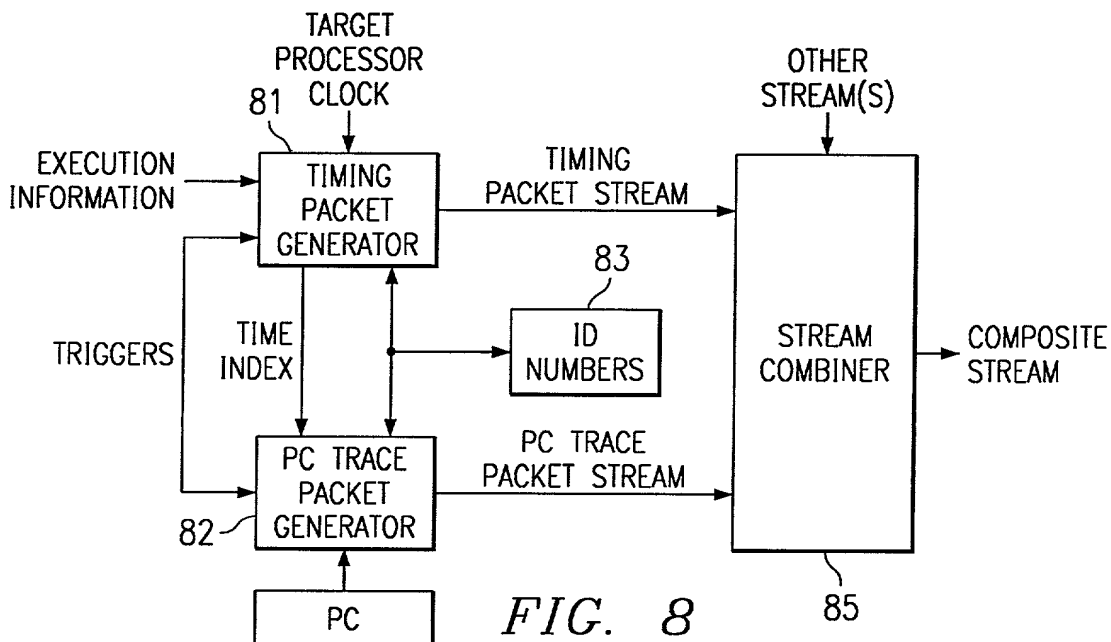 TARGET
PROCESSOR
CLOCK
OTHER
STREAM(S)
81
EXECUTION
INFORMATION
TIMING
PACKET
GENERATOR
TIMING
PACKET STREAM
83
ID
NUMBERS
TRIGGERS
TIME
INDEX
STREAM
COMBINER
COMPOSITE
STREAM
PC TRACE
PACKET
GENERATOR
PC TRACE
PACKET STREAM
82
85
PC
FIG. 8